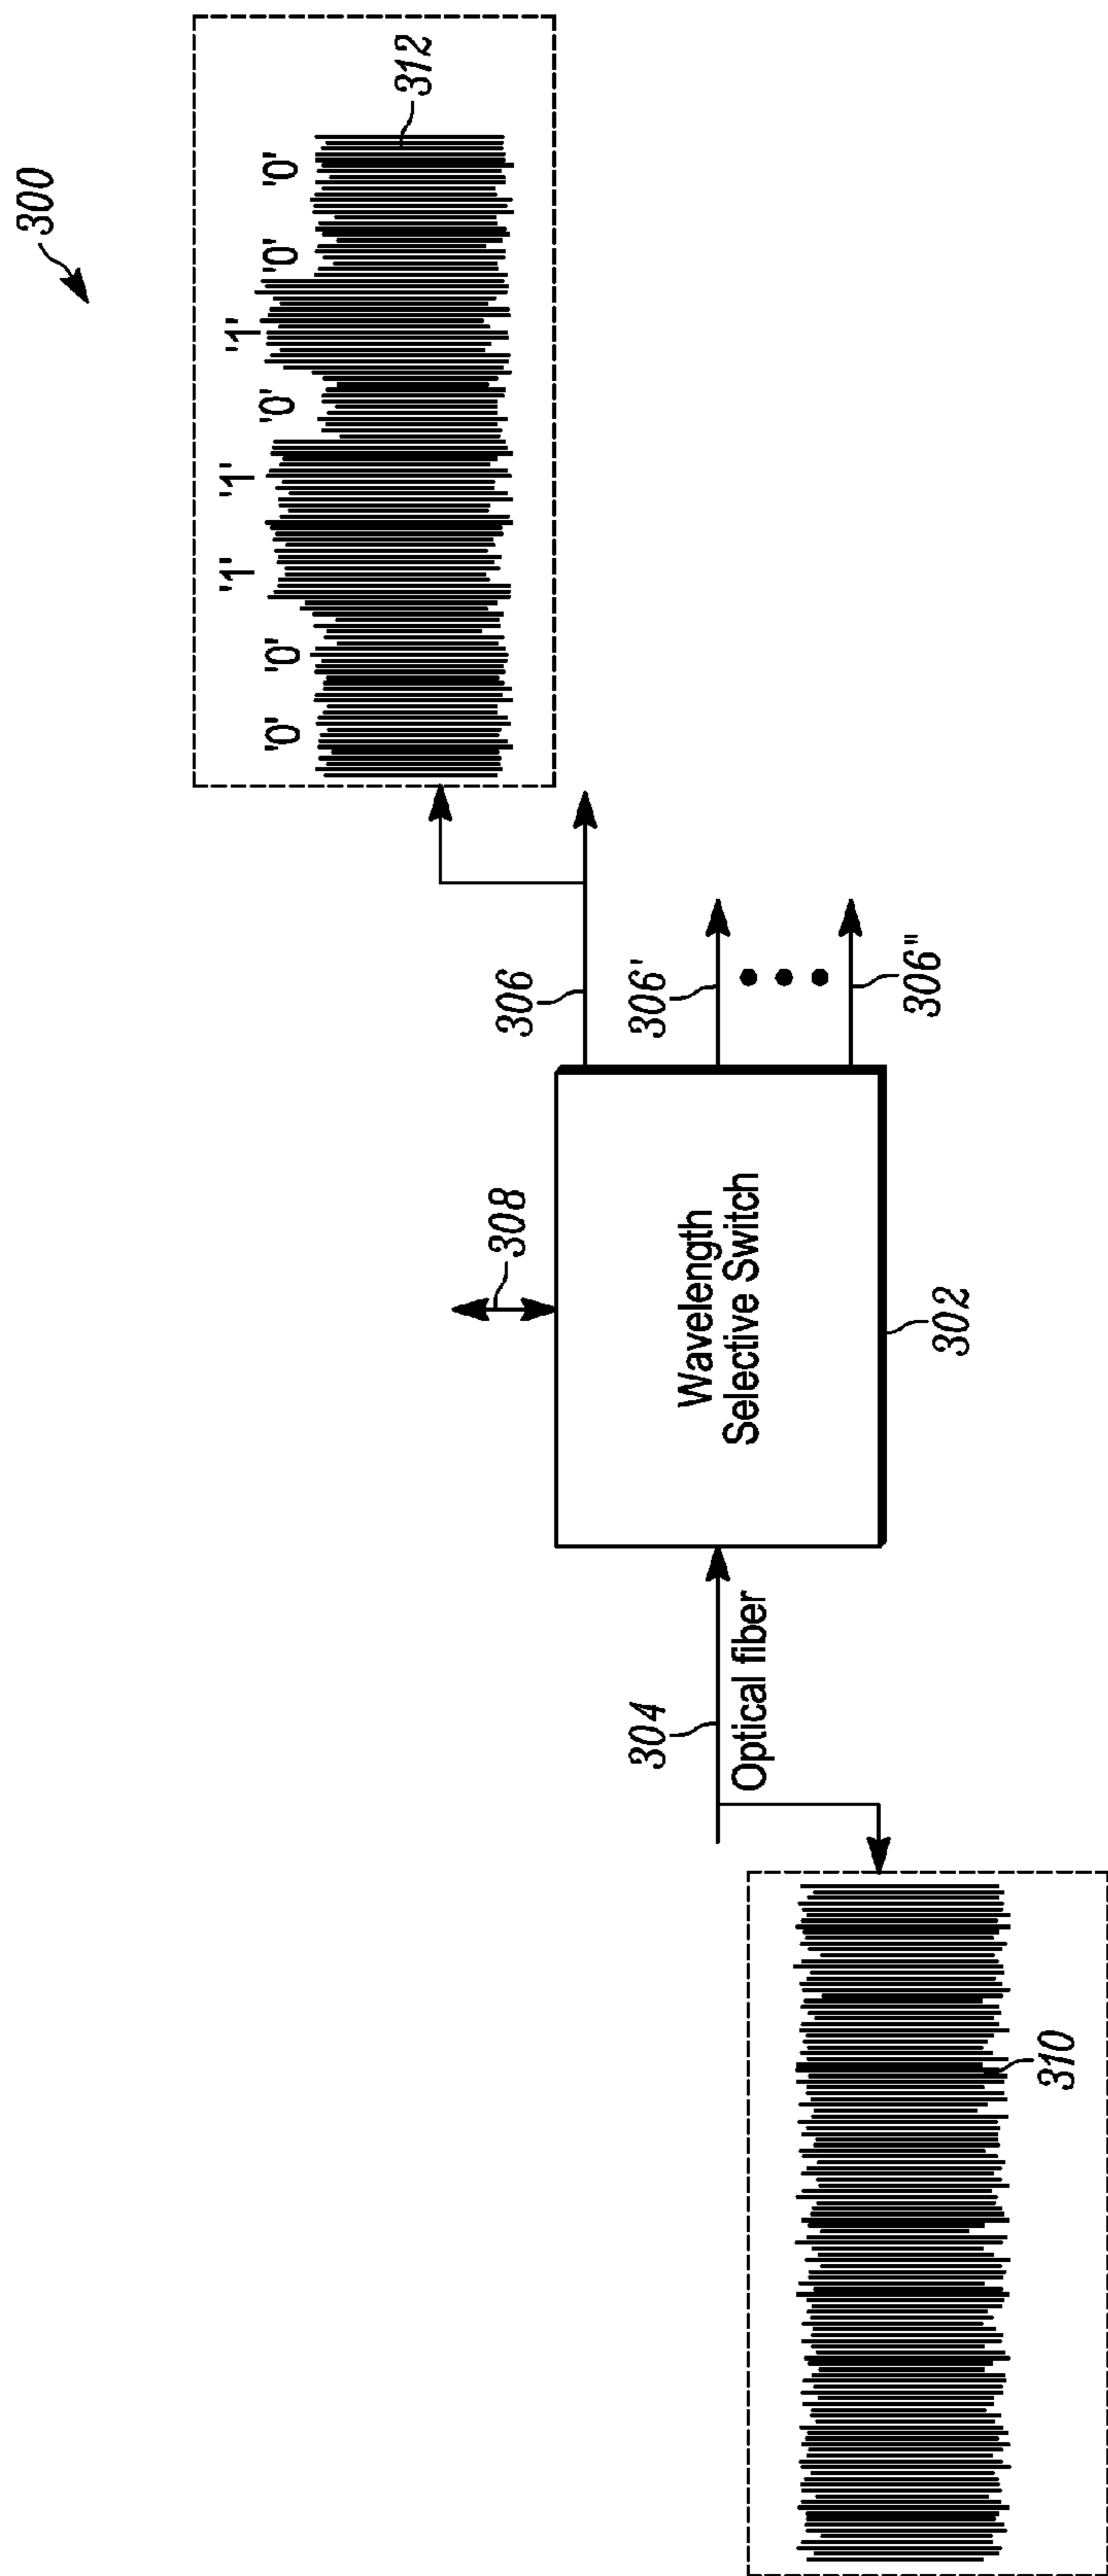 300
'0' '0' '1' '1' '0' '1' '0' '0'
312
308
306
306'
306"
Wavelength
Selective Switch
302
304
Optical fiber
310